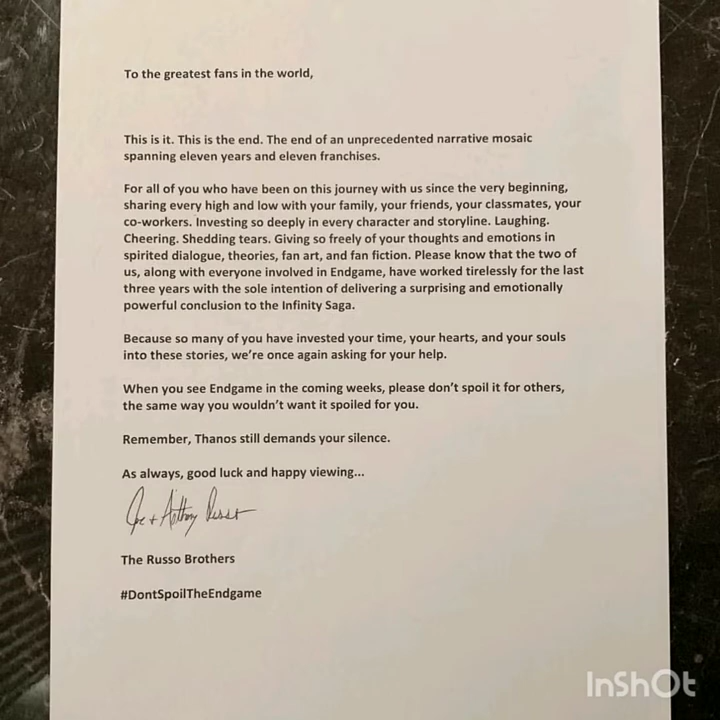 To the greatest fans in the world,
This is it. This is the end. The end of an unprecedented narrative mosaic
spanning eleven years and eleven franchises.
For all of you who have been on this journey with us since the very beginning,
sharing every high and low with your family, your friends, your classmates, your
co-workers. Investing so deeply in every character and storyline. Laughing.
Cheering. Shedding tears. Giving so freely of your thoughts and emotions in
spirited dialogue, theories, fan art, and fan fiction. Please know that the two of
us, along with everyone involved in Endgame, have worked tirelessly for the last
three years with the sole intention of delivering a surprising and emotionally
powerful conclusion to the Infinity Saga.
Because so many of you have invested your time, your hearts, and your souls
into these stories, we’re once again asking for your help.
When you see Endgame in the coming weeks, please don’t spoil it for others,
the same way you wouldn’t want it spoiled for you.
Remember, Thanos still demands your silence.
As always, good luck and happy viewing...
Joe + Anthony Russo
The Russo Brothers
#DontSpoilTheEndgame
InShOt